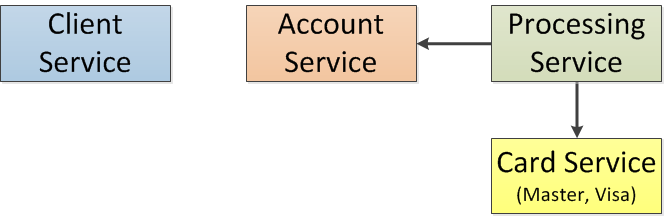 Client
Service
Account
Service
Processing
Service
Card Service
(Master, Visa)